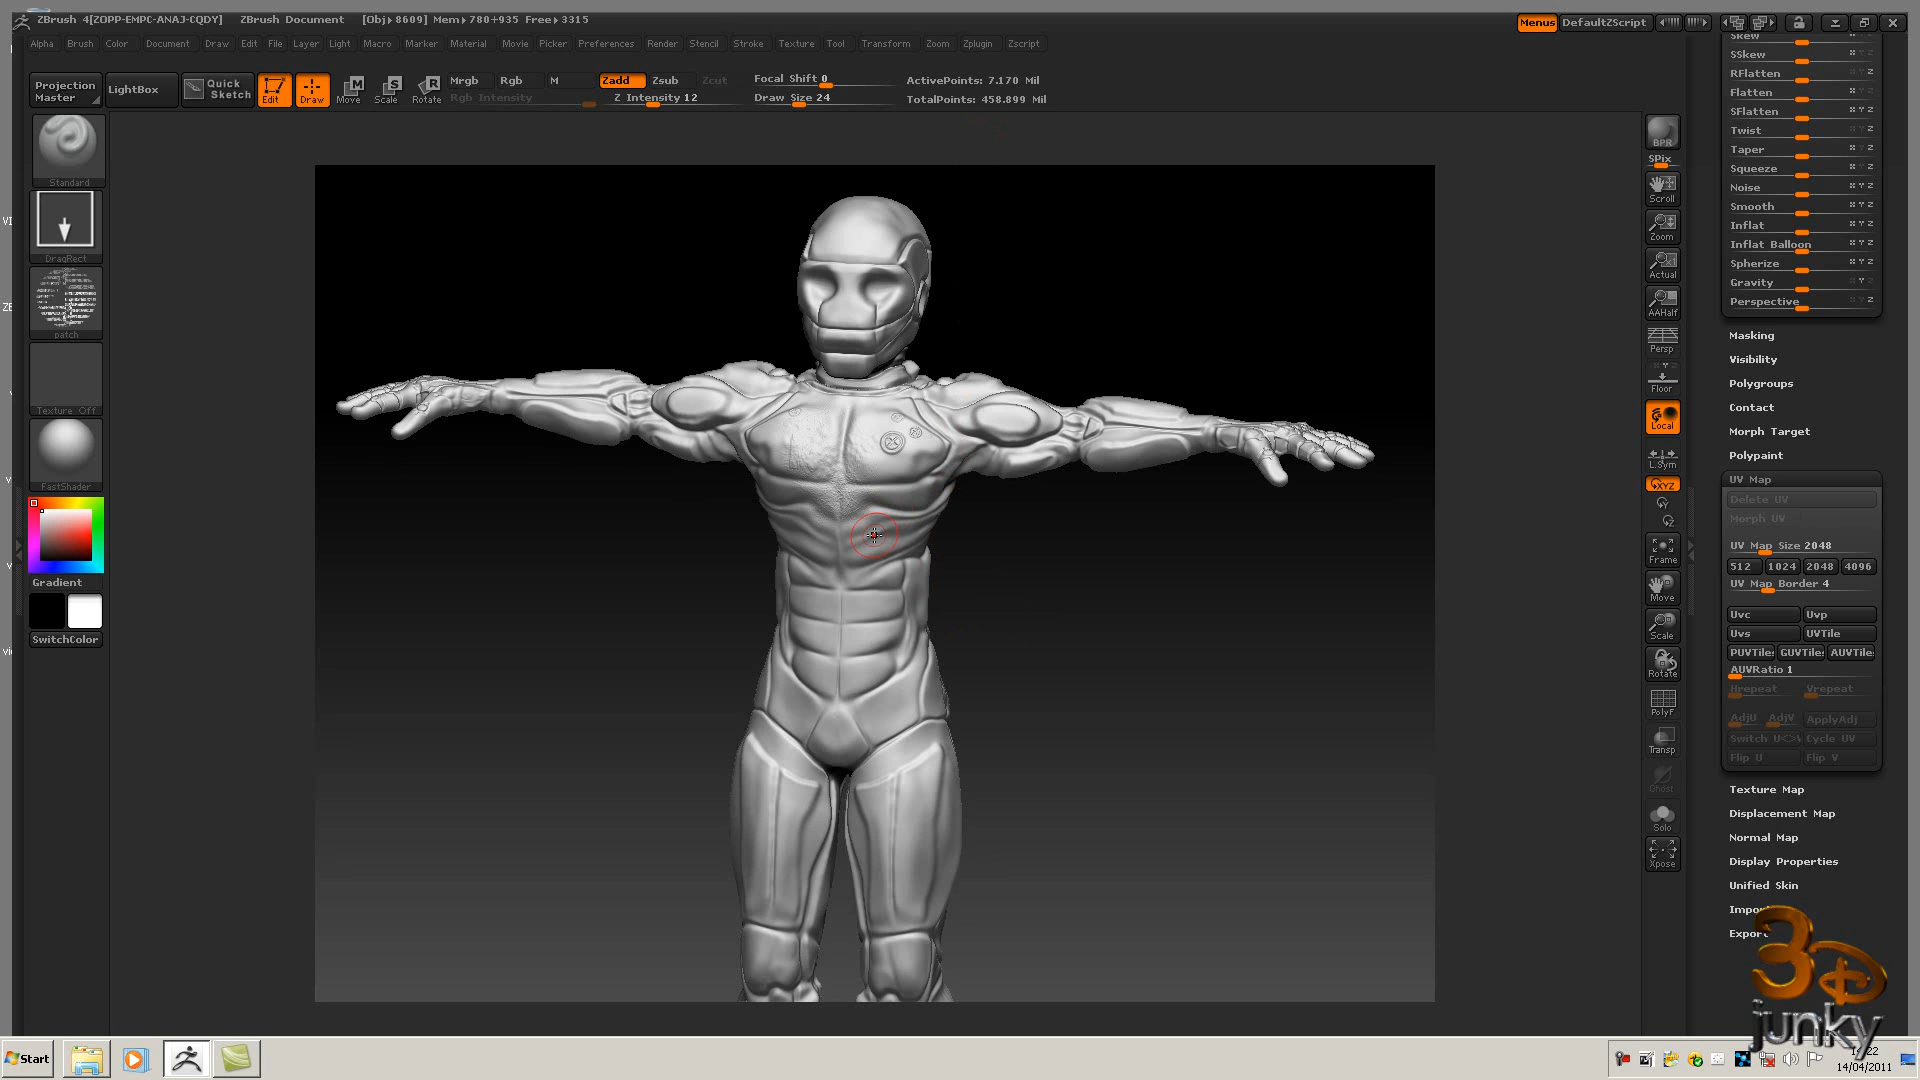 ZBrush 4[ZOPP-EMPC-ANAJ-CQDY] ZBrush Document [Obj▸8609] Mem▸780+935 Free▸3315 Menus DefaultZScript
Alpha Brush Color Document Draw Edit File Layer Light Macro Marker Material Movie Picker Preferences Render Stencil Stroke Texture Tool Transform Zoom Zplugin Zscript
Projection Master
LightBox
Quick Sketch
Edit
Draw
Move
Scale
Rotate
Mrgb Rgb M Zadd Zsub Zcut
Rgb Intensity Z Intensity 12
Focal Shift 0
Draw Size 24
ActivePoints: 7.170 Mil
TotalPoints: 458.899 Mil
Standard
DragRect
patch
Texture Off
FastShader
Gradient
SwitchColor
BPR
SPix
Scroll
Zoom
Actual
AAHalf
Persp
Floor
Local
L.Sym
XYZ
Y
Z
Frame
Move
Scale
Rotate
PolyF
Transp
Ghost
Solo
Xpose
Skew
SSkew
RFlatten
Flatten
SFlatten
Twist
Taper
Squeeze
Noise
Smooth
Inflat
Inflat Balloon
Spherize
Gravity
Perspective
Masking
Visibility
Polygroups
Contact
Morph Target
Polypaint
UV Map
Delete UV
Morph UV
UV Map Size 2048
512 1024 2048 4096
UV Map Border 4
Uvc Uvp
Uvs UVTile
PUVTiles GUVTiles AUVTiles
AUVRatio 1
Hrepeat Vrepeat
AdjU AdjV ApplyAdj
Switch U<>V Cycle UV
Flip U Flip V
Texture Map
Displacement Map
Normal Map
Display Properties
Unified Skin
Export
3D
junky
Start
14/04/2011